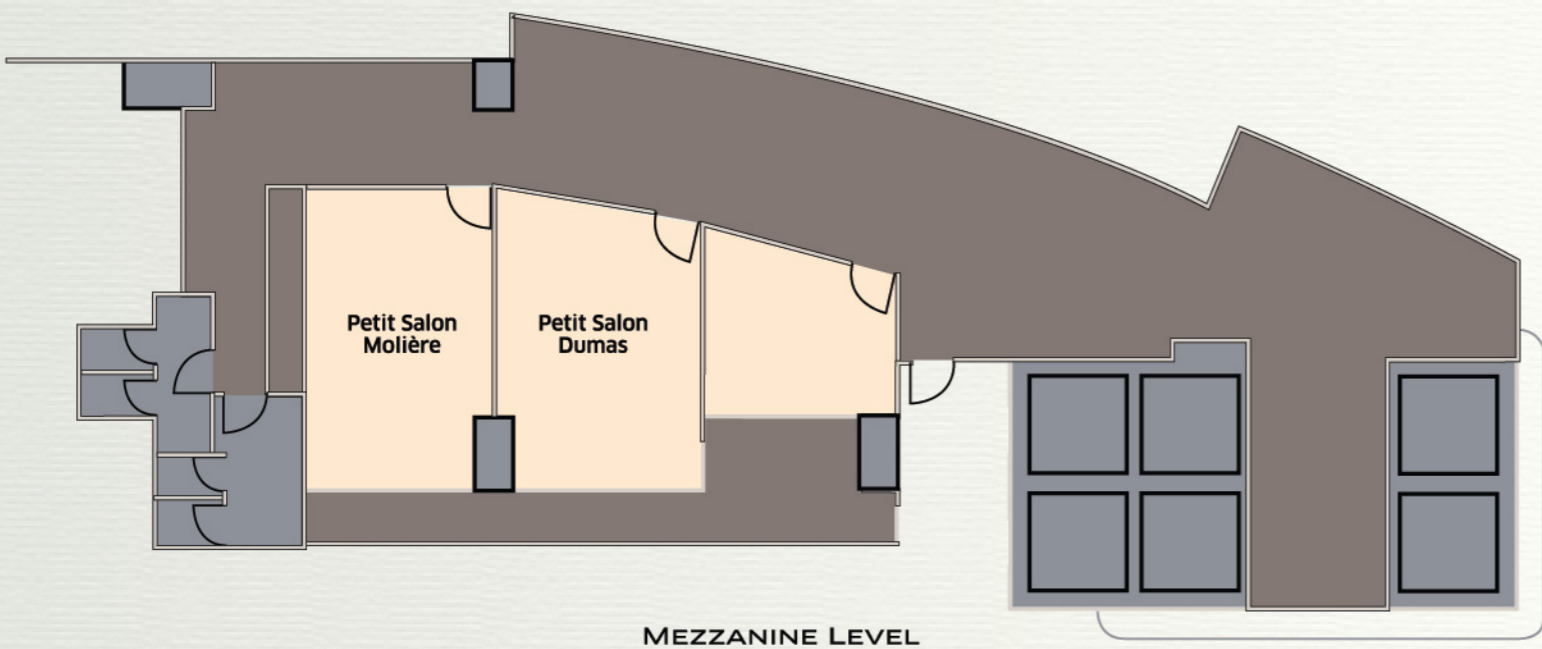 Petit Salon
Molière
Petit Salon
Dumas
MEZZANINE LEVEL